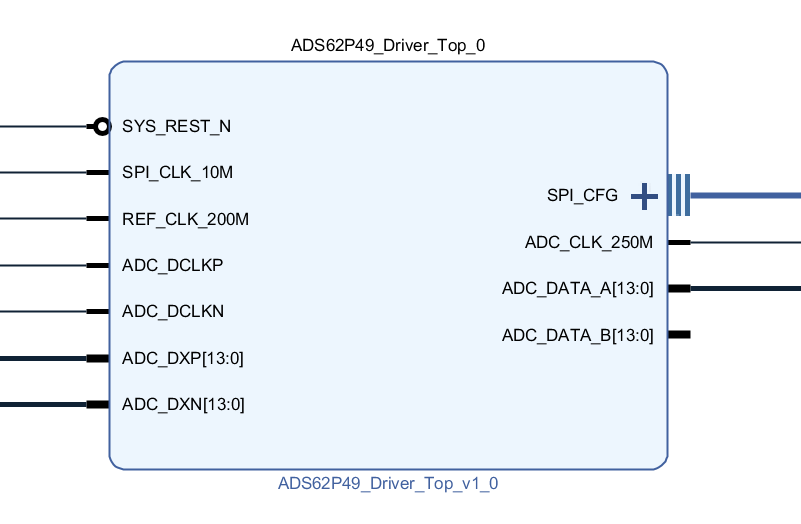 ADS62P49_Driver_Top_0
SYS_REST_N
SPI_CLK_10M
REF_CLK_200M
ADC_DCLKP
ADC_DCLKN
ADC_DXP[13:0]
ADC_DXN[13:0]
SPI_CFG
ADC_CLK_250M
ADC_DATA_A[13:0]
ADC_DATA_B[13:0]
ADS62P49_Driver_Top_v1_0